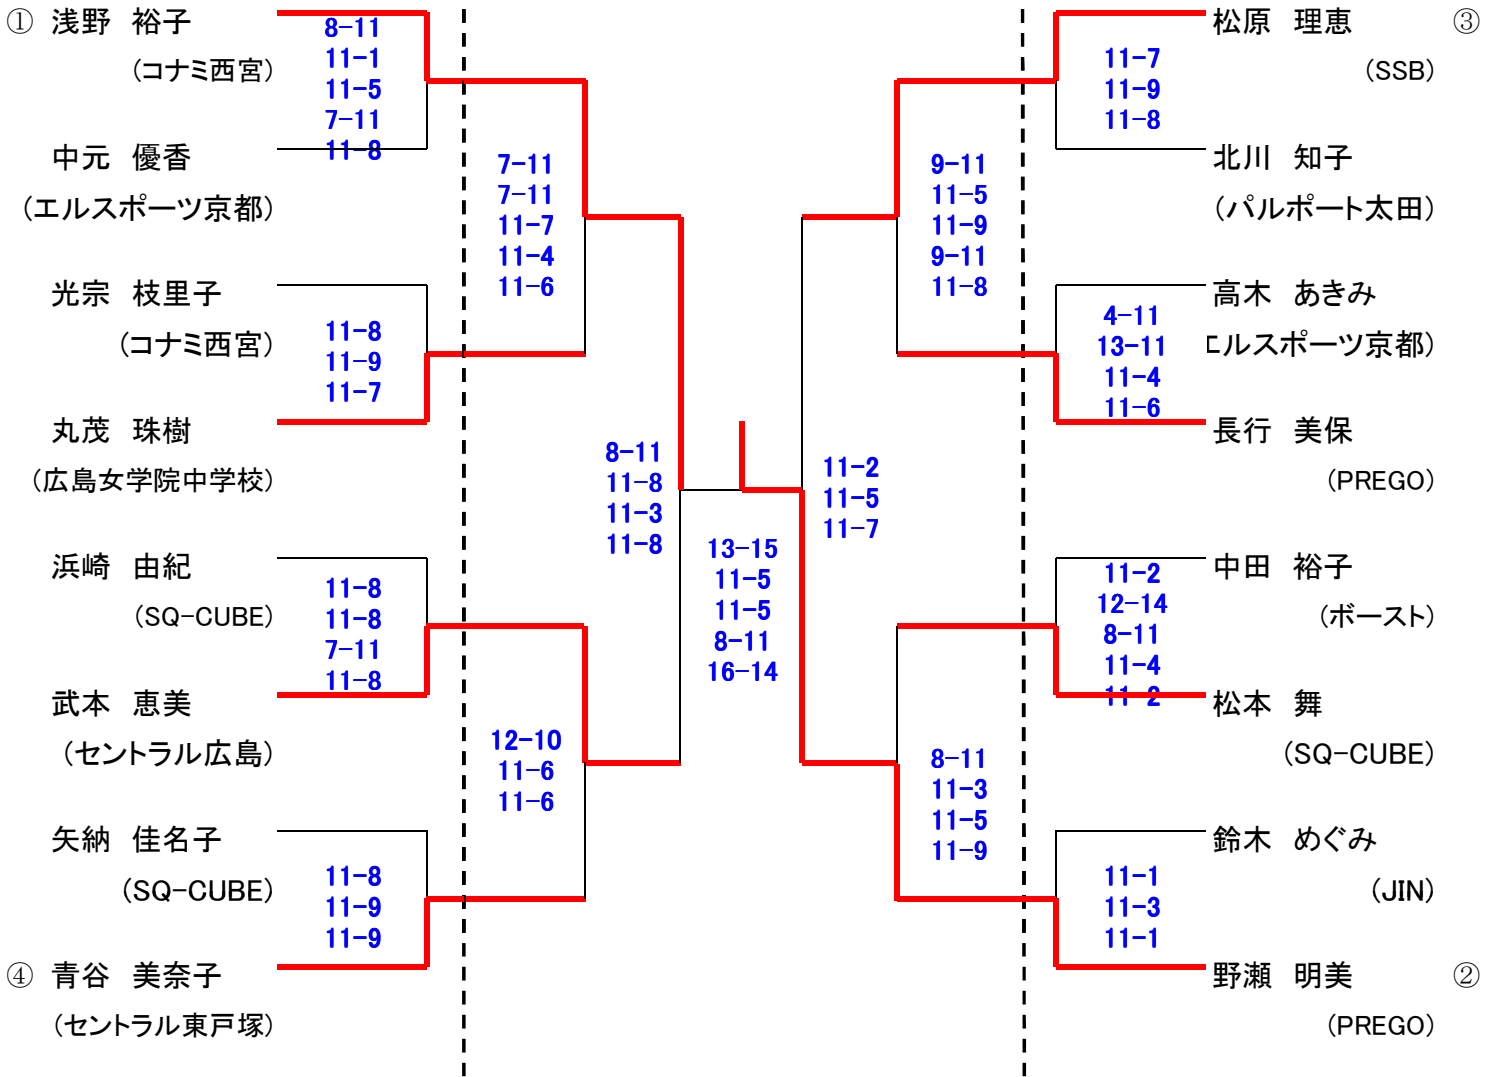 ① 浅野 裕子
(コナミ西宮)
中元 優香
(エルスポーツ京都)
光宗 枝里子
(コナミ西宮)
丸茂 珠樹
(広島女学院中学校)
浜崎 由紀
(SQ-CUBE)
武本 恵美
(セントラル広島)
矢納 佳名子
(SQ-CUBE)
④ 青谷 美奈子
(セントラル東戸塚)
8-11
11-1
11-5
7-11
11-8
11-8
11-9
11-7
11-8
11-8
7-11
11-8
11-8
11-9
11-9
7-11
7-11
11-7
11-4
11-6
12-10
11-6
11-6
8-11
11-8
11-3
11-8
13-15
11-5
11-5
8-11
16-14
11-2
11-5
11-7
9-11
11-5
11-9
9-11
11-8
8-11
11-3
11-5
11-9
11-7
11-9
11-8
4-11
13-11
11-4
11-6
11-2
12-14
8-11
11-4
11-2
11-1
11-3
11-1
松原 理恵 ③
(SSB)
北川 知子
(パルポート太田)
高木 あきみ
エルスポーツ京都)
長行 美保
(PREGO)
中田 裕子
(ボースト)
松本 舞
(SQ-CUBE)
鈴木 めぐみ
(JIN)
野瀬 明美 ②
(PREGO)